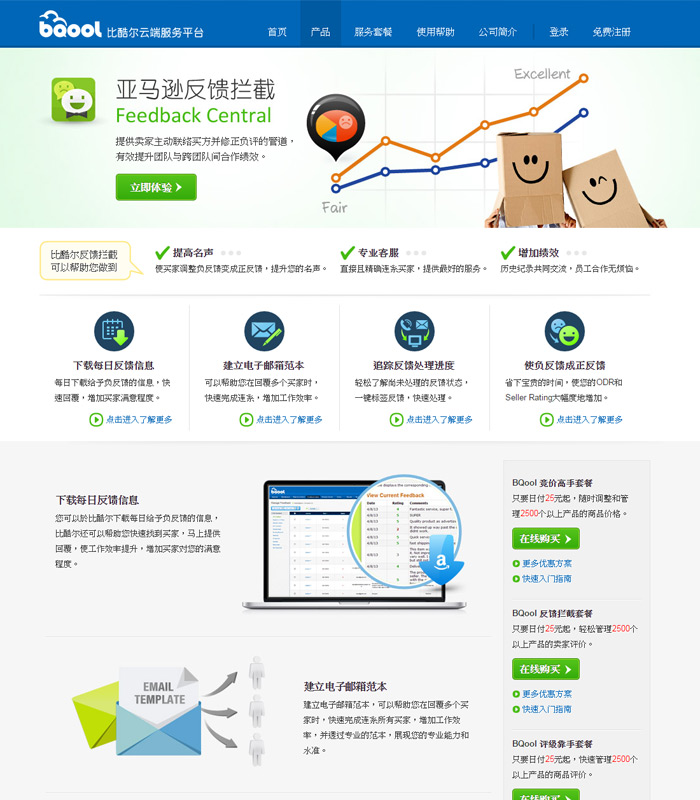 bqool 比酷尔云端服务平台
首页 产品 服务套餐 使用帮助 公司简介 登录 免费注册
亚马逊反馈拦截
Feedback Central
提供卖家主动联络买方并修正负评的管道，
有效提升团队与跨团队间合作绩效。
立即体验
Excellent
Fair
比酷尔反馈拦截
可以帮助您做到
提高名声
使买家调整负反馈变成正反馈，提升您的名声。
专业客服
直接且精确连系买家，提供最好的服务。
增加绩效
历史纪录共同交流，员工合作无烦恼。
下载每日反馈信息
每日下载给予负反馈的信息，快
速回覆，增加买家满意程度。
点击进入了解更多
建立电子邮箱范本
可以帮助您在回覆多个买家时，
快速完成连系，增加工作效率。
点击进入了解更多
追踪反馈处理进度
轻松了解尚未处理的反馈状态，
一键标签反馈，快速处理。
点击进入了解更多
使负反馈成正反馈
省下宝贵的时间，使您的ODR和
Seller Rating大幅度地增加。
点击进入了解更多
下载每日反馈信息
您可以於比酷尔下载每日给予负反馈的信息，
比酷尔还可以帮助您快速找到买家，马上提供
回覆，使工作效率提升，增加买家对您的满意
程度。
bqool
View Current Feedback
Date Rating Comments
a
EMAIL
TEMPLATE
建立电子邮箱范本
建立电子邮箱范本，可以帮助您在回覆多个买
家时，快速完成连系所有买家，增加工作效
率，并透过专业的范本，展现您的专业能力和
水准。
BQool 竞价高手套餐
只要日付25元起，随时调整和管
理2500个以上产品的商品价格。
在线购买
更多优惠方案
快速入门指南
BQool 反馈拦截套餐
只要日付25元起，轻松管理2500个
以上产品的卖家评价。
在线购买
更多优惠方案
快速入门指南
BQool 评级靠手套餐
只要日付25元起，快速管理2500个
以上产品的商品评价。
在线购买